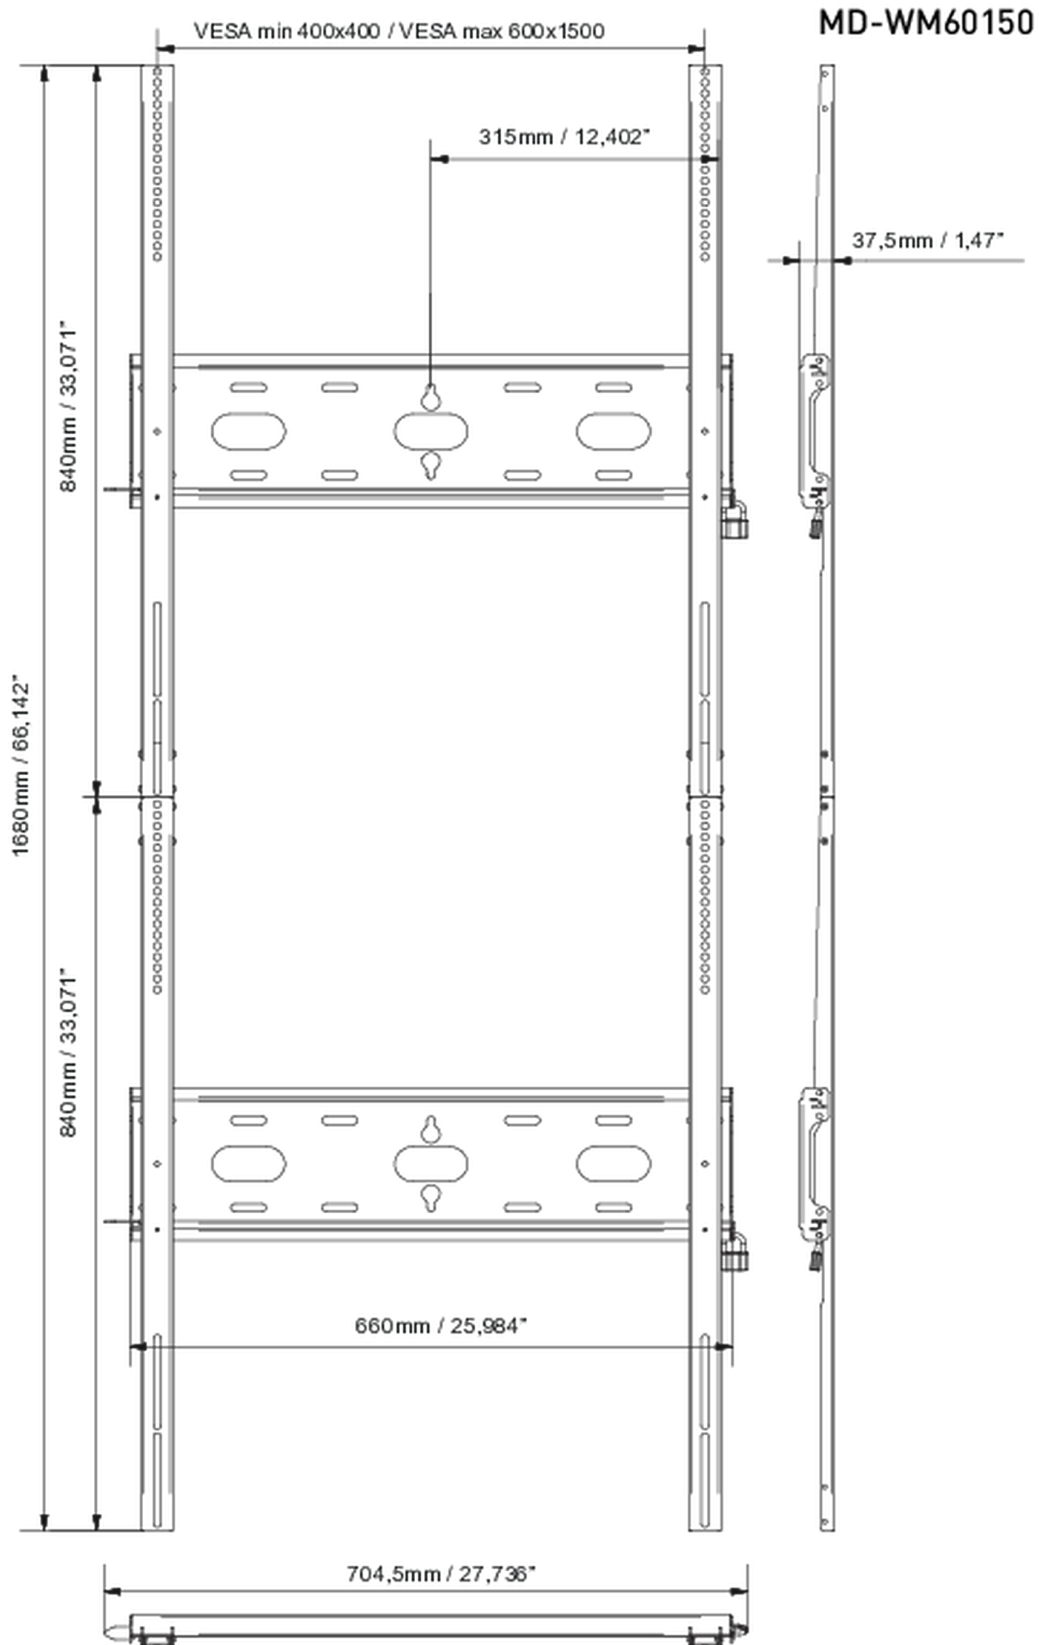 MD-WM60150
VESA min 400x400 / VESA max 600x1500
315mm / 12,402"
37,5mm / 1,47"
840mm / 33,071"
1680mm / 66,142"
840mm / 33,071"
660mm / 25,984"
704,5mm / 27,736"